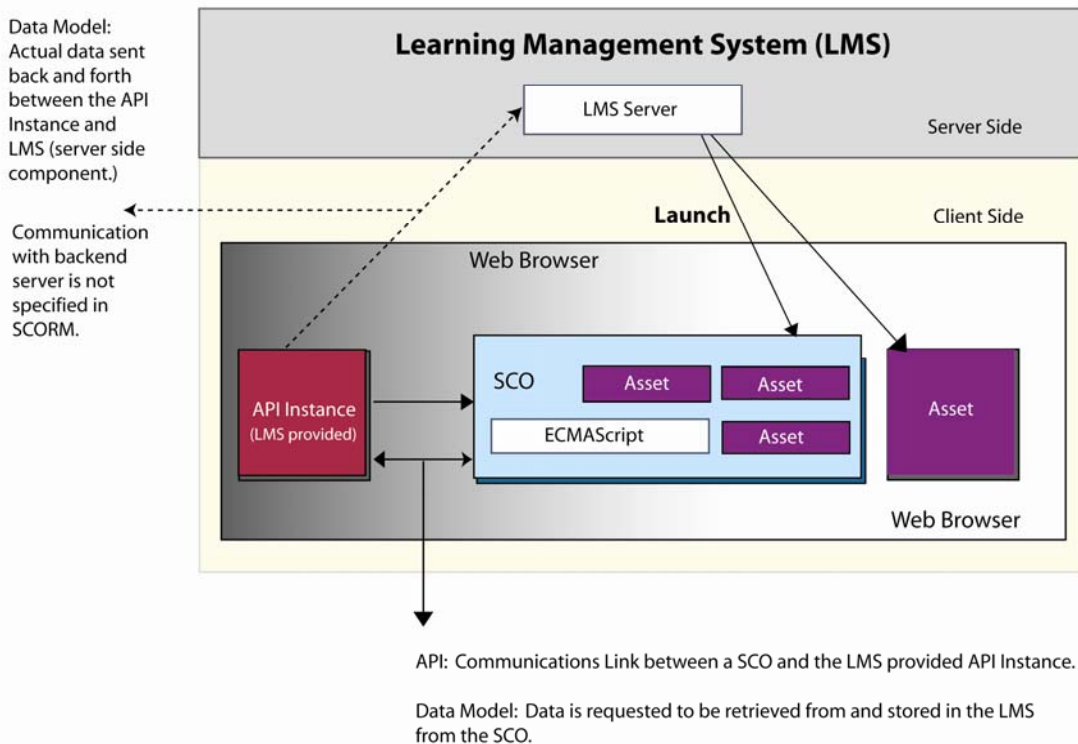 Data Model:
Actual data sent
back and forth
between the API
Instance and
LMS (server side
component.)
Communication
with backend
server is not
specified in
SCORM.
Learning Management System (LMS)
LMS Server
Server Side
Launch
Client Side
Web Browser
API Instance
(LMS provided)
SCO
Asset
Asset
ECMAScript
Asset
Asset
Web Browser
API: Communications Link between a SCO and the LMS provided API Instance.
Data Model: Data is requested to be retrieved from and stored in the LMS
from the SCO.